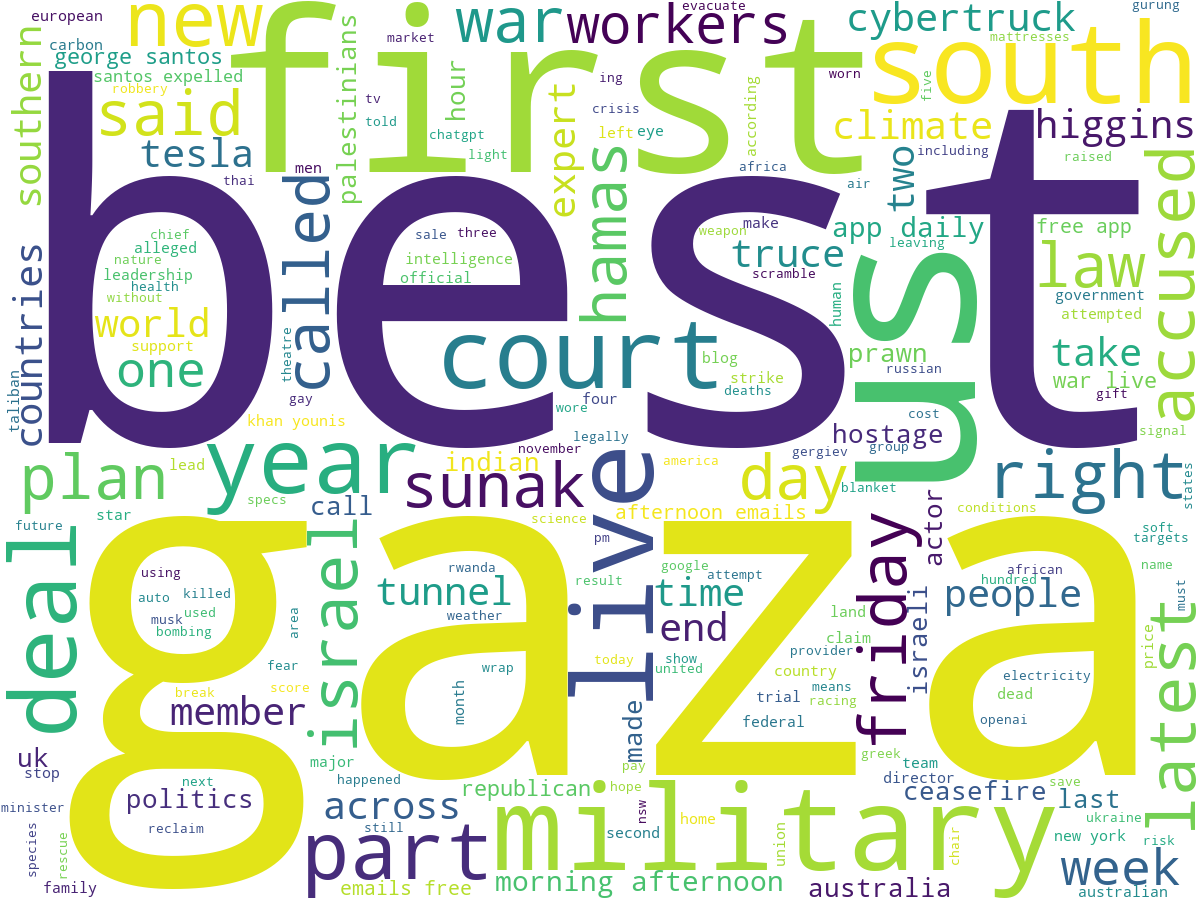 european
new
first
war
workers
evacuate
cybertruck
gurung
carbon
george santos
market
mattresses
south
southern
santos expelled
robbery
palestinians
hour
ing
worn
five
said
tv
told
chatgpt
light
expert
crisis
left
eye
according
climate
higgins
tesla
thai
men
hamas
africa
air
two
including
raised
accused
best
countries
chief
alleged
nature
leadership
health
without
world
support
one
called
theatre
gay
sale
three
intelligence
official
make
weapon
truce
scramble
human
app daily
leaving
us
free app
law
government
attempted
court
blog
strike
deaths
prawn
russian
take
war live
gift
taliban
khan younis
wore
four
cost
hostage
group
signal
plan
lead
year
specs
november
legally
indian
sunak
live
america
day
gergiev
blanket
right
states
future
star
call
science
afternoon emails
actor
conditions
soft
targets
deal
gaza
israel
using
auto
killed
musk
used
bombing
area
fear
rwanda
tunnel
weather
pm
result
google
attempt
time
end
friday
african
hundred
people
name
must
land
claim
israeli
latest
price
break
score
member
month
wrap
today
show
united
provider
country
means
trial
racing
federal
electricity
dead
openai
made
uk
stop
next
politics
reclaim
minister
species
rescue
family
major
happened
across
still
part
republican
pay
hope
military
second
nsw
home
union
greek
team
director
ceasefire
save
last
ukraine
new york
risk
chair
week
emails free
morning afternoon
australia
australian